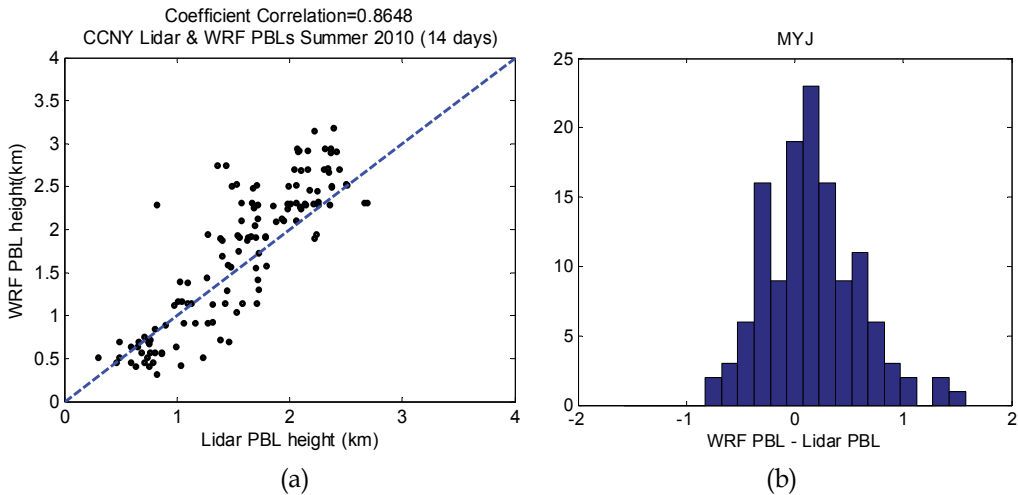 Coefficient Correlation=0.8648
CCNY Lidar & WRF PBLs Summer 2010 (14 days)
4
3.5
3
2.5
2
1.5
1
0.5
0
WRF PBL height(km)
0 1 2 3 4
Lidar PBL height (km)
(a)
MYJ
25
20
15
10
5
0
-2 -1 0 1 2
WRF PBL - Lidar PBL
(b)